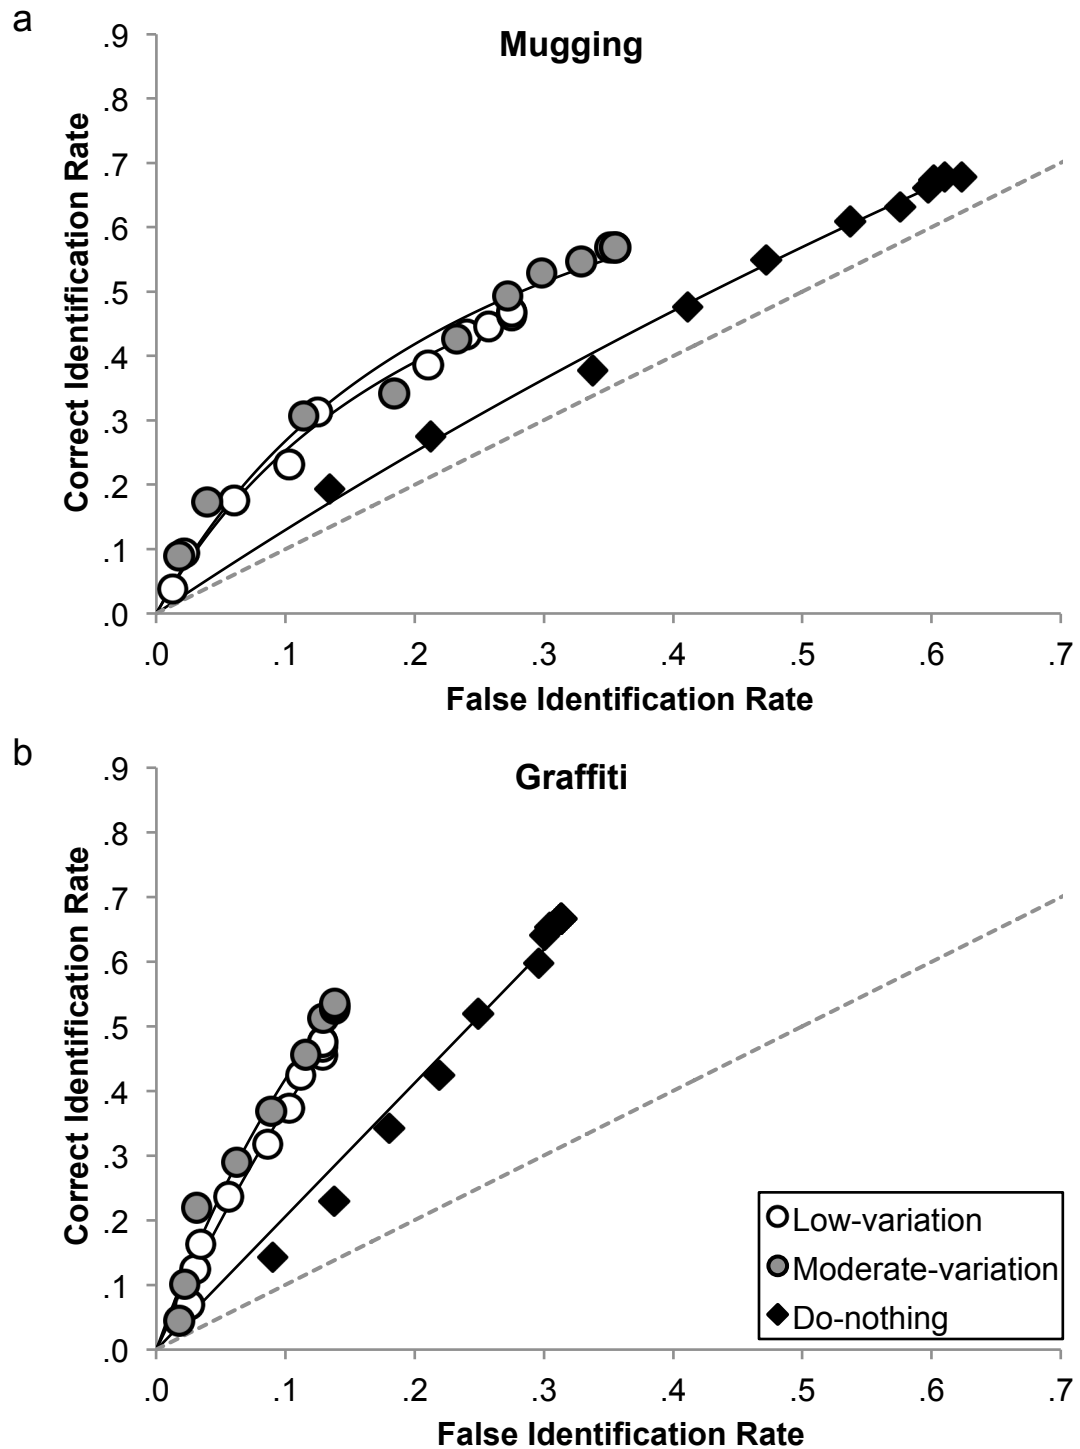 a
Mugging
Correct Identification Rate
.9
.8
.7
.6
.5
.4
.3
.2
.1
.0
.0 .1 .2 .3 .4 .5 .6 .7
False Identification Rate
b
Graffiti
Correct Identification Rate
.9
.8
.7
.6
.5
.4
.3
.2
.1
.0
Low-variation
Moderate-variation
Do-nothing
.0 .1 .2 .3 .4 .5 .6 .7
False Identification Rate